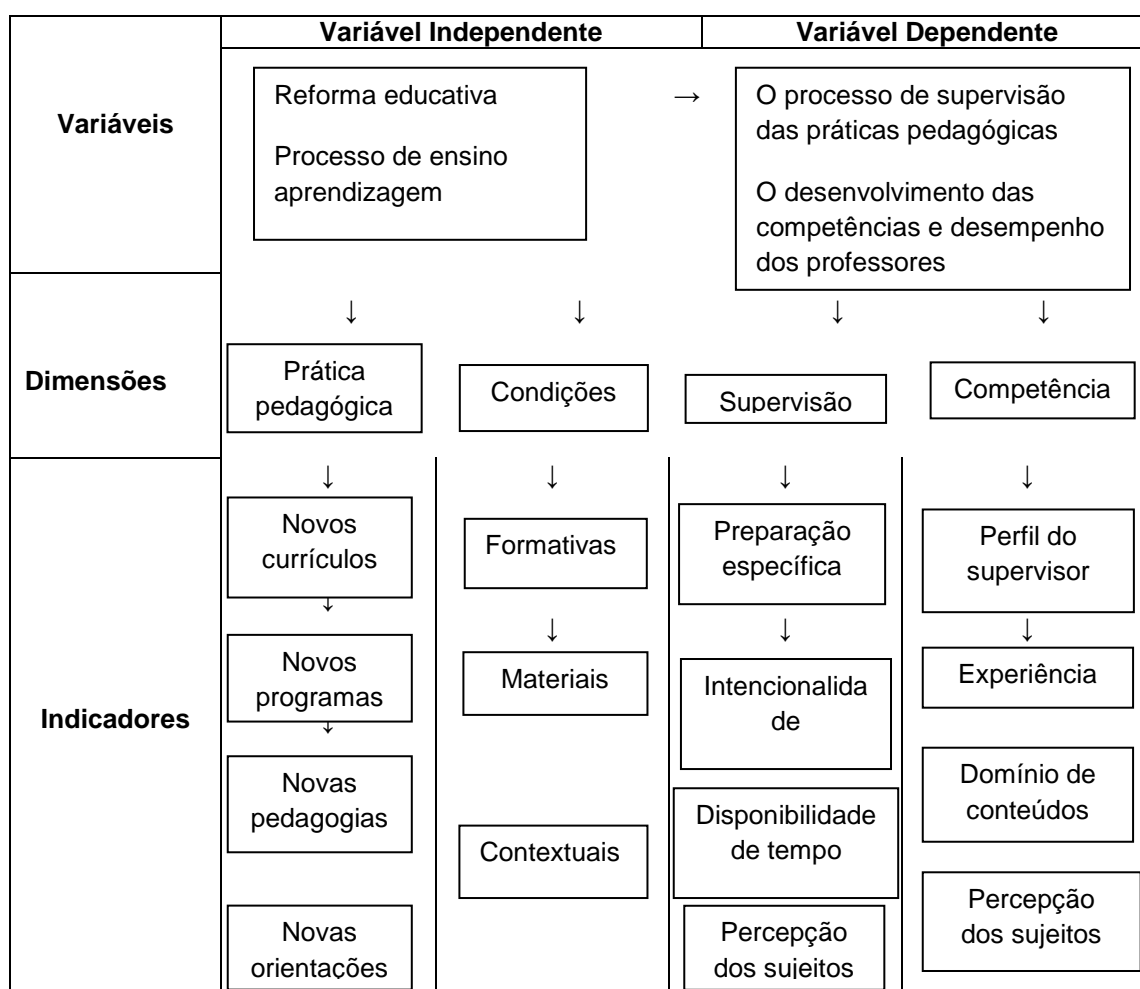 Variável Independente
Variável Dependente
Variáveis
Reforma educativa
Processo de ensino
aprendizagem
→
O processo de supervisão
das práticas pedagógicas
O desenvolvimento das
competências e desempenho
dos professores
↓ ↓ ↓ ↓
Dimensões
Prática
pedagógica
Condições
Supervisão
Competência
↓ ↓ ↓ ↓
Indicadores
Novos
currículos
Formativas
Preparação
específica
Perfil do
supervisor
↓ ↓ ↓ ↓
Novos
programas
Materiais
Intencionalida
de
Experiência
↓
Novas
pedagogias
Contextuais
Disponibilidade
de tempo
Domínio de
conteúdos
Novas
orientações
Percepção
dos sujeitos
Percepção
dos sujeitos